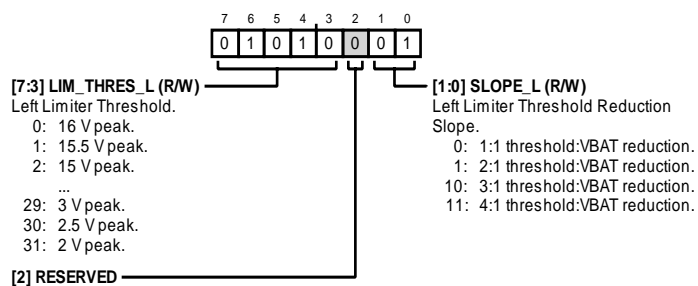 7 6 5 4 3 2 1 0
0 1 0 1 0 0 0 1
[7:3] LIM_THRES_L (R/W)
Left Limiter Threshold.
0: 16 V peak.
1: 15.5 V peak.
2: 15 V peak.
...
29: 3 V peak.
30: 2.5 V peak.
31: 2 V peak.
[2] RESERVED
[1:0] SLOPE_L (R/W)
Left Limiter Threshold Reduction
Slope.
0: 1:1 threshold:VBAT reduction.
1: 2:1 threshold:VBAT reduction.
10: 3:1 threshold:VBAT reduction.
11: 4:1 threshold:VBAT reduction.